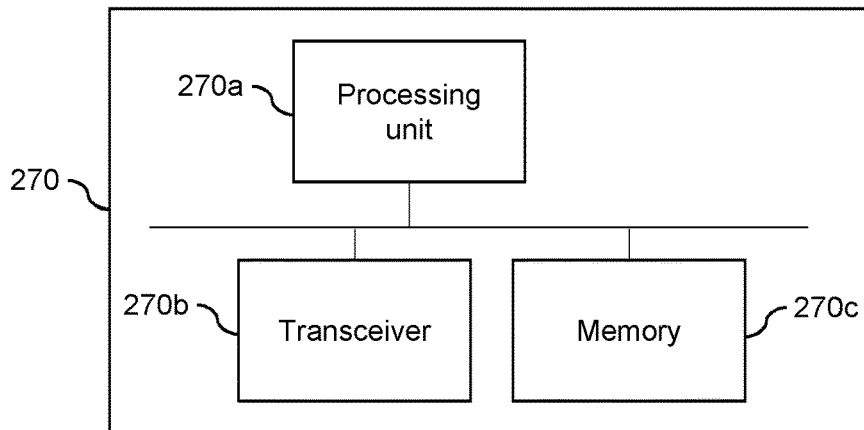 270a
Processing
unit
270
270b
Transceiver
Memory
270c